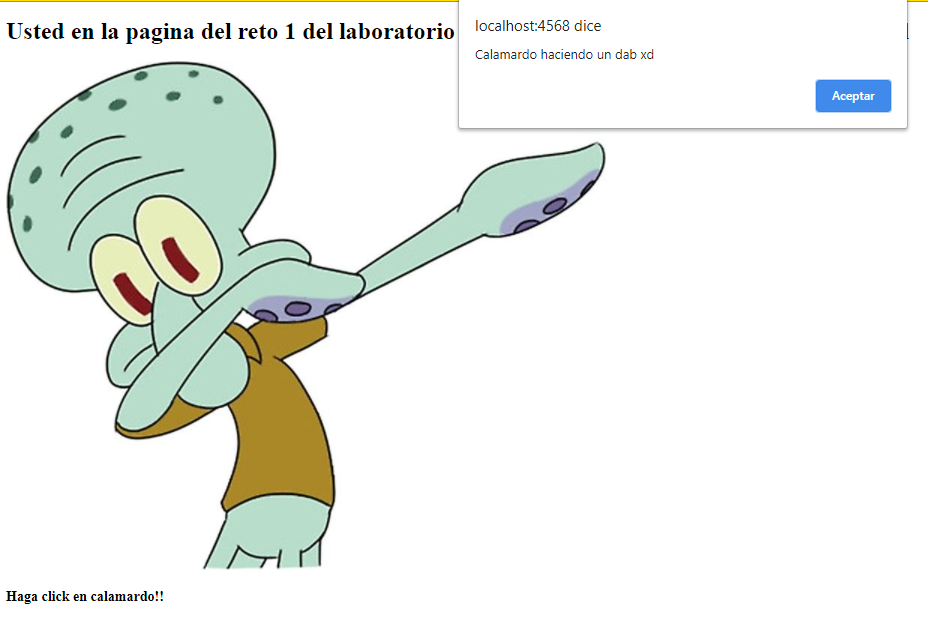 Usted en la pagina del reto 1 del laboratorio
localhost:4568 dice
Calamardo haciendo un dab xd
Aceptar
Haga click en calamardo!!